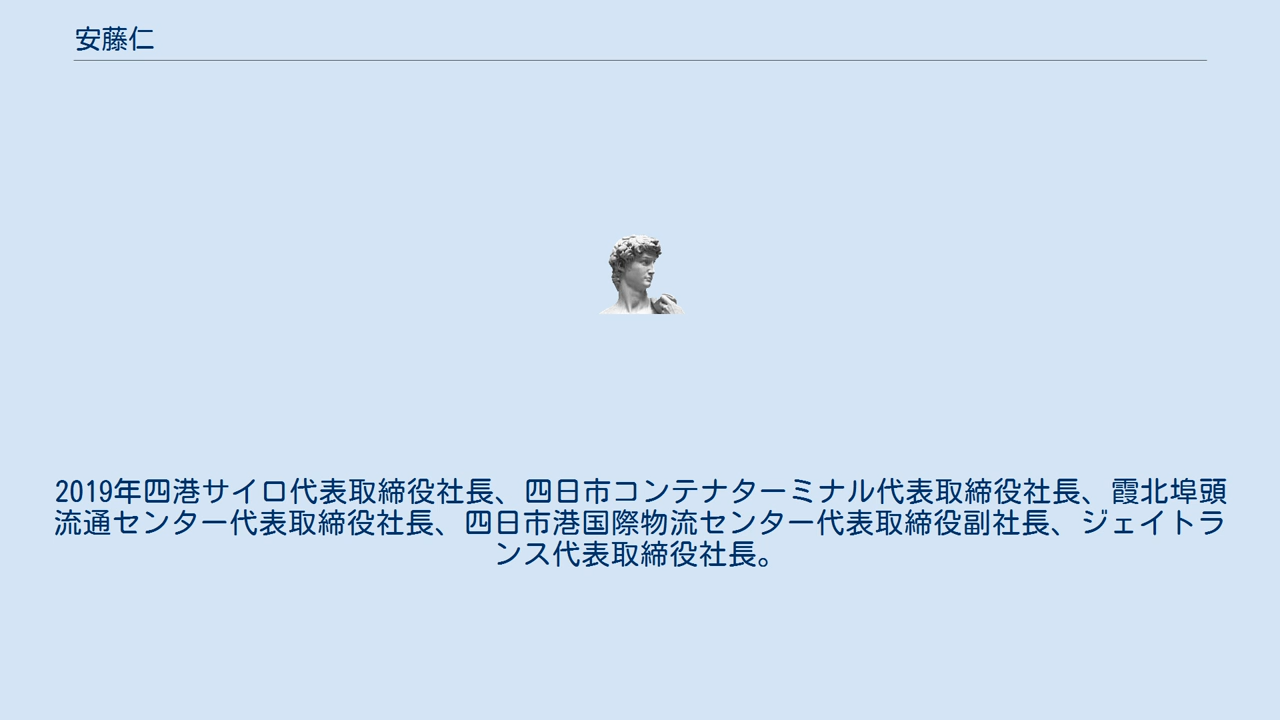 安藤仁
2019年四港サイロ代表取締役社長、四日市コンテナターミナル代表取締役社長、霞北埠頭
流通センター代表取締役社長、四日市港国際物流センター代表取締役副社長、ジェイトラ
ンス代表取締役社長。